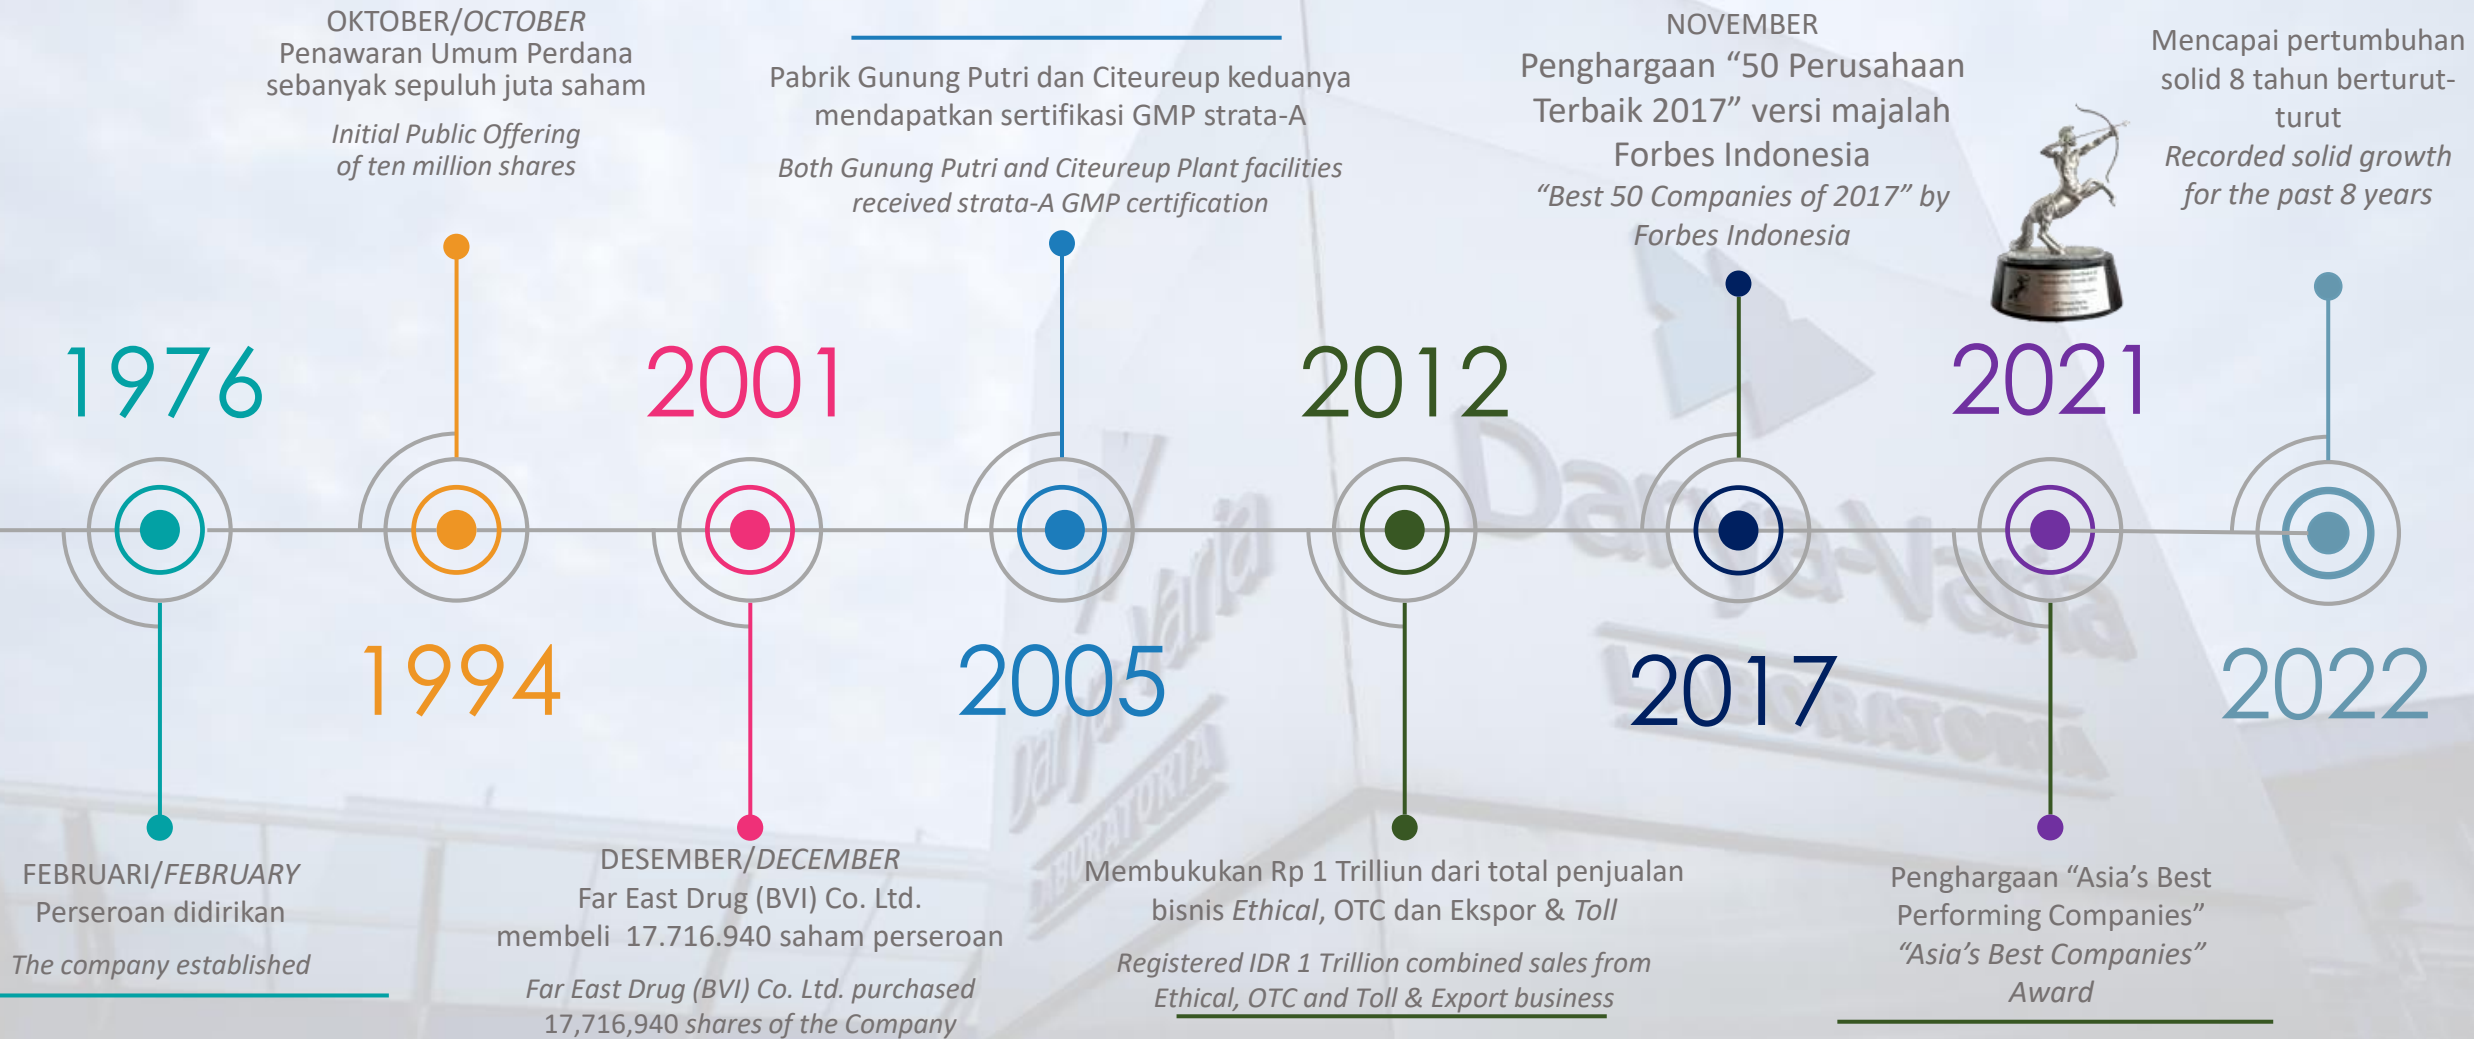 1976
FEBRUARI/FEBRUARY
Perseroan didirikan
The company established
OKTOBER/OCTOBER
Penawaran Umum Perdana
sebanyak sepuluh juta saham
Initial Public Offering
of ten million shares
1994
2001
DESEMBER/DECEMBER
Far East Drug (BVI) Co. Ltd.
membeli 17.716.940 saham perseroan
Far East Drug (BVI) Co. Ltd. purchased
17,716,940 shares of the Company
Pabrik Gunung Putri dan Citeureup keduanya
mendapatkan sertifikasi GMP strata-A
Both Gunung Putri and Citeureup Plant facilities
received strata-A GMP certification
2005
2012
Membukukan Rp 1 Trilliun dari total penjualan
bisnis Ethical, OTC dan Ekspor & Toll
Registered IDR 1 Trillion combined sales from
Ethical, OTC and Toll & Export business
NOVEMBER
Penghargaan “50 Perusahaan
Terbaik 2017” versi majalah
Forbes Indonesia
“Best 50 Companies of 2017” by
Forbes Indonesia
2017
2021
Penghargaan “Asia’s Best
Performing Companies”
“Asia’s Best Companies”
Award
Mencapai pertumbuhan
solid 8 tahun berturut-
turut
Recorded solid growth
for the past 8 years
2022
Darya-Varia
LABORATORIA
Darya-Varia
LABORATORIA